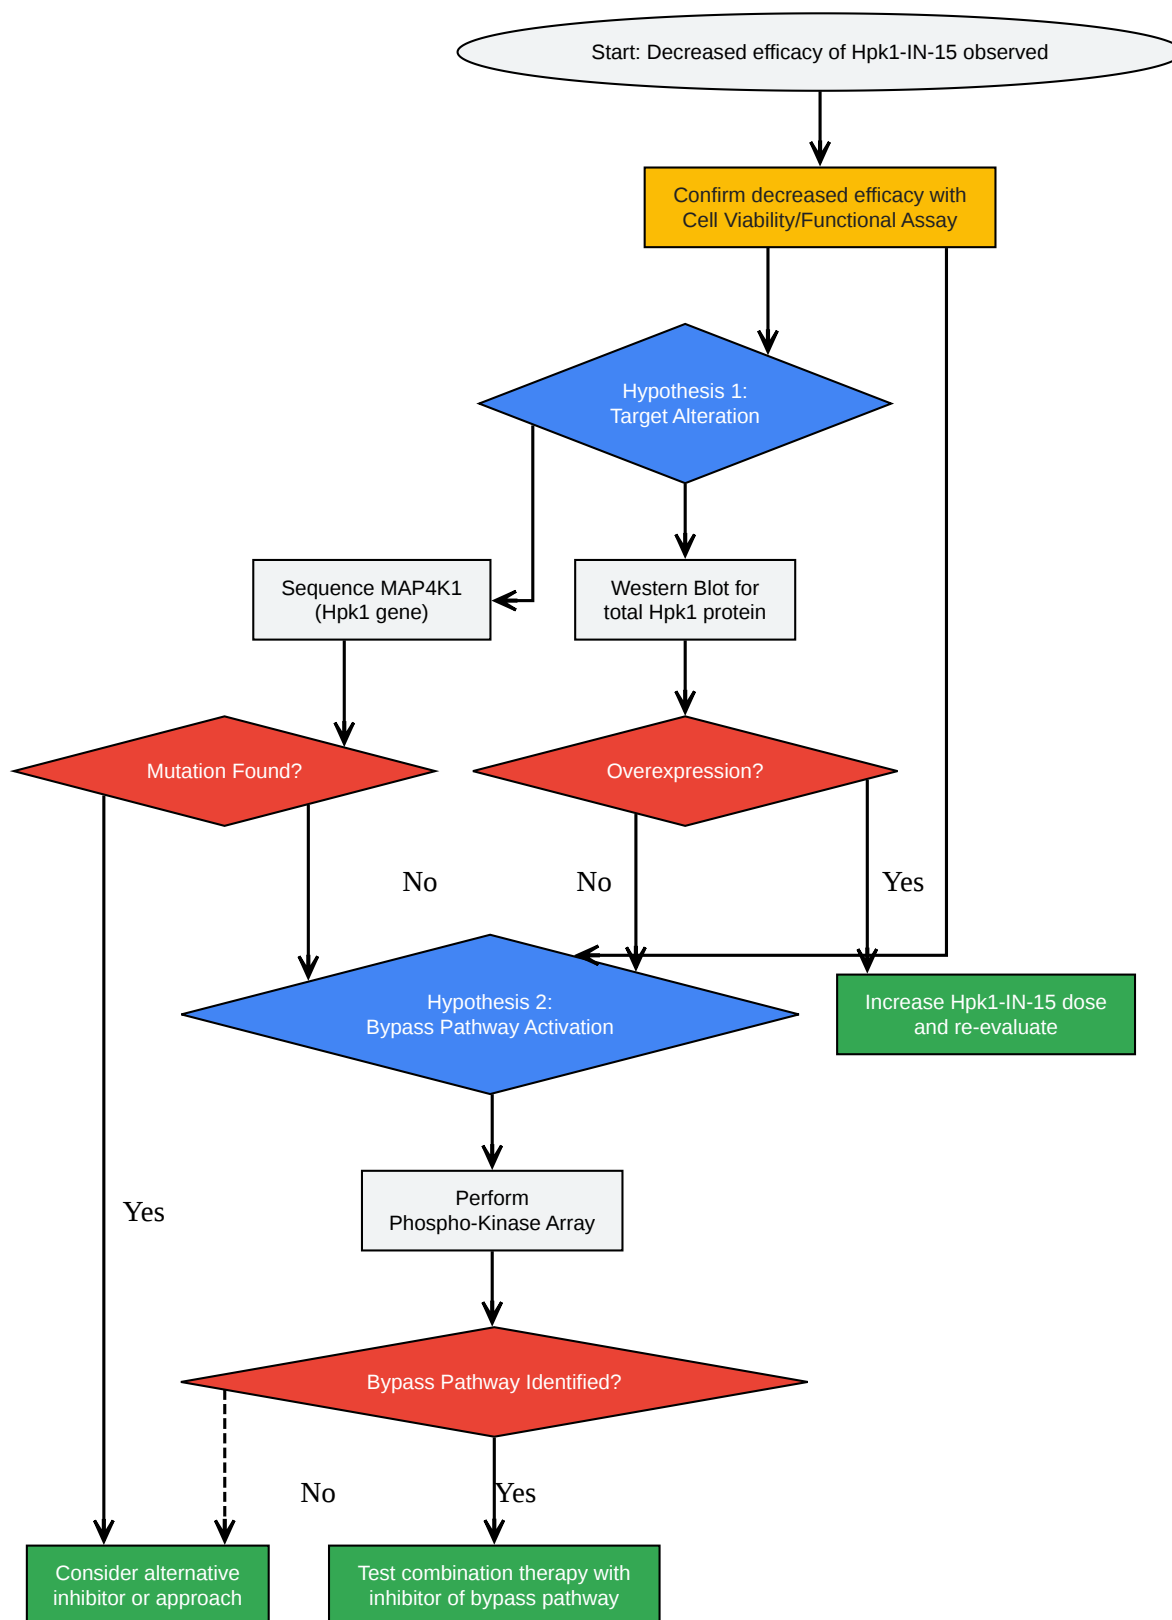 Start: Decreased efficacy of Hpk1-IN-15 observed
Confirm decreased efficacy with
Cell Viability/Functional Assay
Hypothesis 1:
Target Alteration
Sequence MAP4K1
(Hpk1 gene)
Western Blot for
total Hpk1 protein
Mutation Found?
Overexpression?
No
No
Yes
Hypothesis 2:
Bypass Pathway Activation
Increase Hpk1-IN-15 dose
and re-evaluate
Perform
Phospho-Kinase Array
Yes
Bypass Pathway Identified?
No
Yes
Consider alternative
inhibitor or approach
Test combination therapy with
inhibitor of bypass pathway